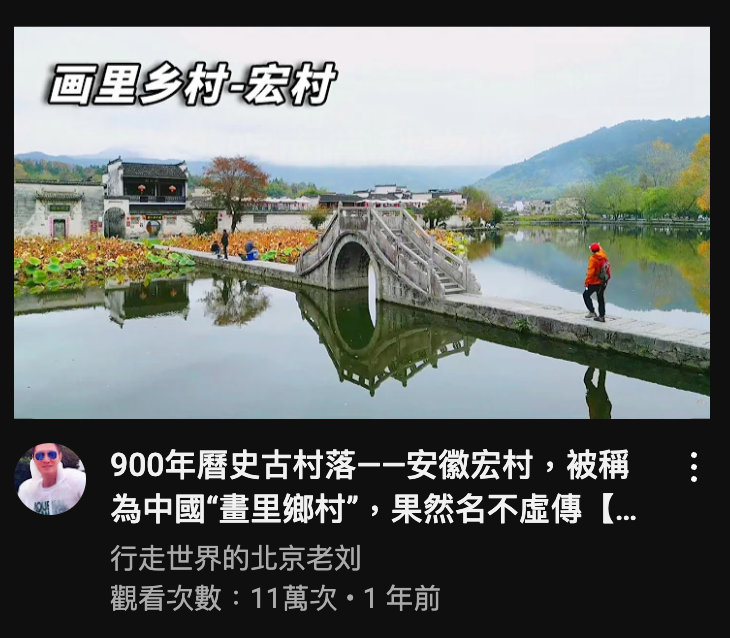 画里乡村-宏村
900年曆史古村落——安徽宏村，被稱
為中國“畫里鄉村”，果然名不虛傳【...
行走世界的北京老刘
觀看次數：11萬次 • 1 年前